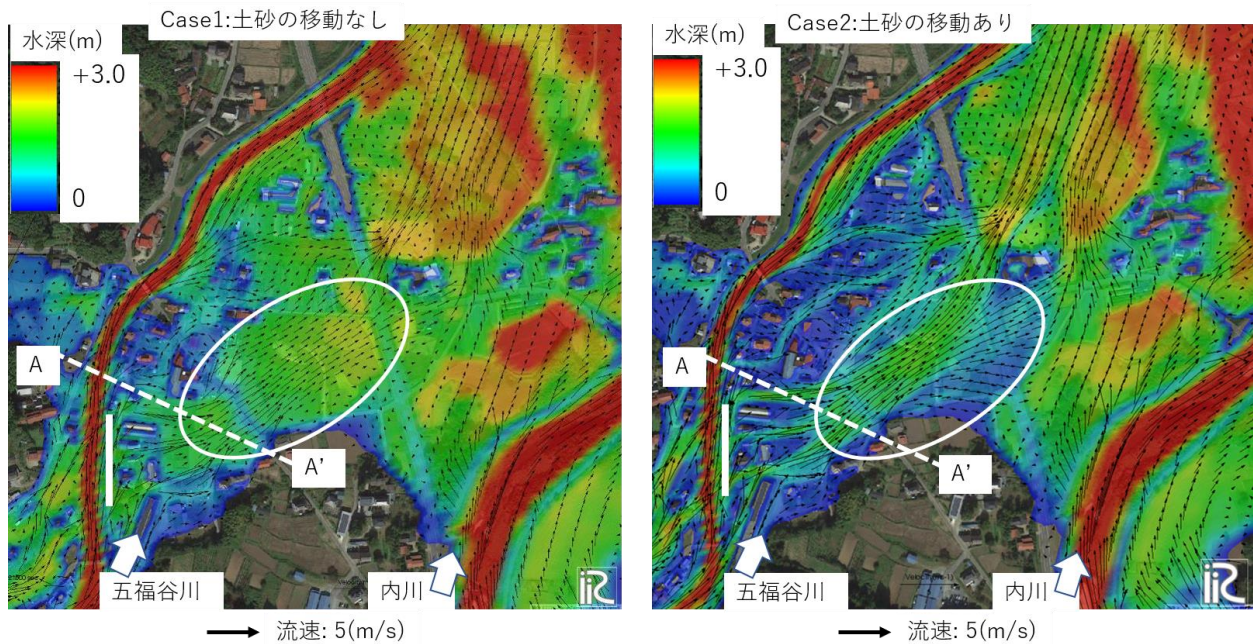 Case1:土砂の移動なし
水深(m)
+3.0
0
A
A'
五福谷川
内川
iRIC
流速: 5(m/s)
Case2:土砂の移動あり
水深(m)
+3.0
0
A
A'
五福谷川
内川
iRIC
流速: 5(m/s)